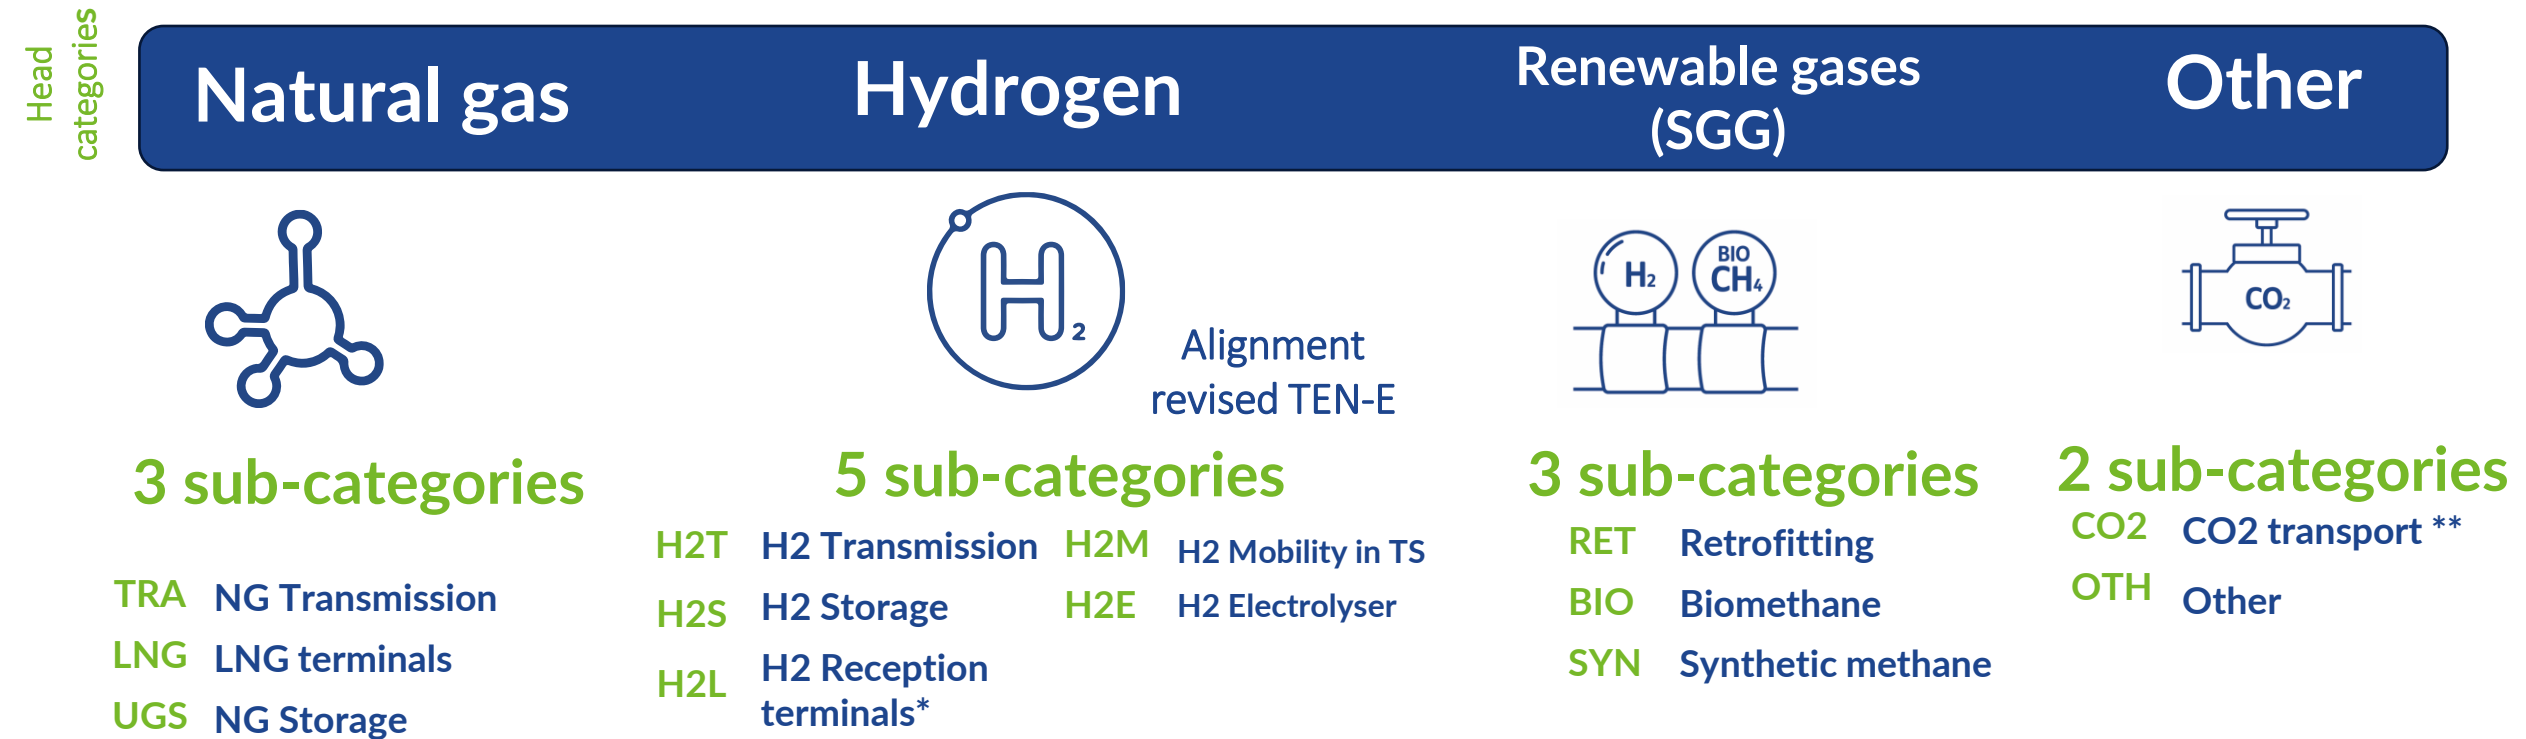 Head
categories
Natural gas
Hydrogen
Renewable gases
(SGG)
Other
H2
Alignment
revised TEN-E
H2
BIO
CH4
CO2
3 sub-categories
TRA NG Transmission
LNG LNG terminals
UGS NG Storage
5 sub-categories
H2T H2 Transmission
H2S H2 Storage
H2L H2 Reception
terminals*
H2M H2 Mobility in TS
H2E H2 Electrolyser
3 sub-categories
RET Retrofitting
BIO Biomethane
SYN Synthetic methane
2 sub-categories
CO2 CO2 transport **
OTH Other